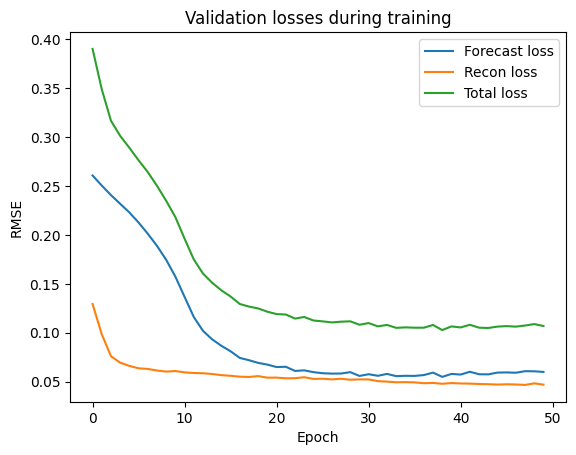 Validation losses during training
0.40
0.35
0.30
0.25
0.20
0.15
0.10
0.05
RMSE
Forecast loss
Recon loss
Total loss
0 10 20 30 40 50
Epoch